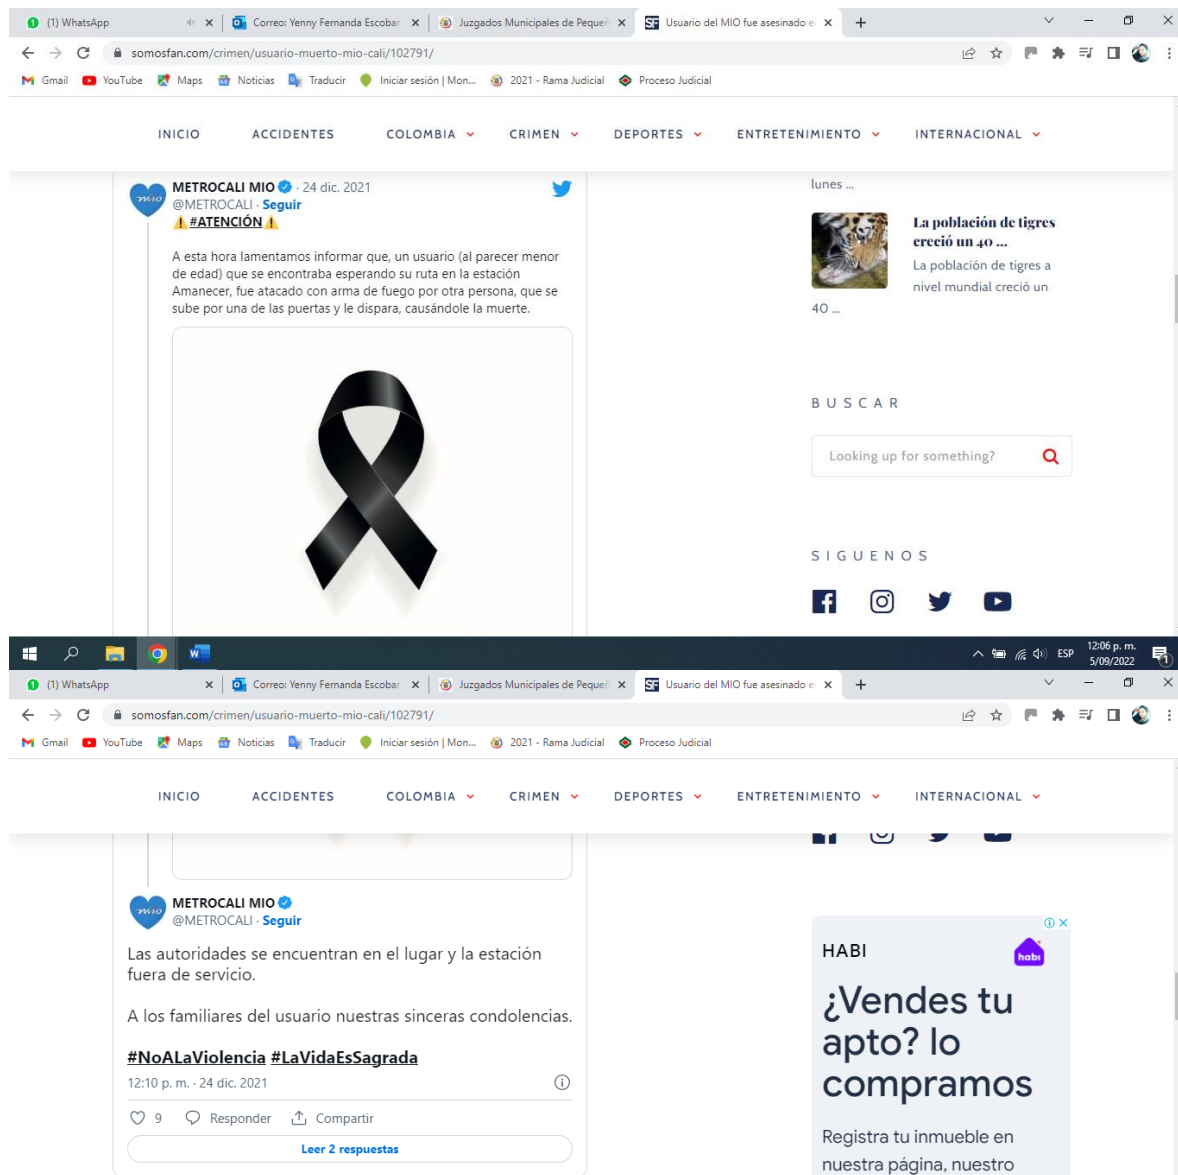 (1) WhatsApp
Correo: Yenny Fernanda Escobar
Juzgados Municipales de Pequeñ
Usuario del MIO fue asesinado e
somosfan.com/crimen/usuario-muerto-mio-cali/102791/
Gmail YouTube Maps Noticias Traducir Iniciar sesión | Mon... 2021 - Rama Judicial Proceso Judicial
INICIO ACCIDENTES COLOMBIA CRIMEN DEPORTES ENTRETENIMIENTO INTERNACIONAL
mio
METROCALI MIO · 24 dic. 2021
@METROCALI · Seguir
#ATENCIÓN
A esta hora lamentamos informar que, un usuario (al parecer menor
de edad) que se encontraba esperando su ruta en la estación
Amanecer, fue atacado con arma de fuego por otra persona, que se
sube por una de las puertas y le dispara, causándole la muerte.
lunes ...
La población de tigres
creció un 40 ...
La población de tigres a
nivel mundial creció un
40 ...
BUSCAR
Looking up for something?
SIGUENOS
ESP
12:06 p. m.
5/09/2022
1
(1) WhatsApp
Correo: Yenny Fernanda Escobar
Juzgados Municipales de Pequeñ
Usuario del MIO fue asesinado e
somosfan.com/crimen/usuario-muerto-mio-cali/102791/
Gmail YouTube Maps Noticias Traducir Iniciar sesión | Mon... 2021 - Rama Judicial Proceso Judicial
INICIO ACCIDENTES COLOMBIA CRIMEN DEPORTES ENTRETENIMIENTO INTERNACIONAL
mio
METROCALI MIO
@METROCALI · Seguir
Las autoridades se encuentran en el lugar y la estación
fuera de servicio.
A los familiares del usuario nuestras sinceras condolencias.
#NoALaViolencia #LaVidaEsSagrada
12:10 p. m. · 24 dic. 2021
9 Responder Compartir
Leer 2 respuestas
HABI
habi
¿Vendes tu
apto? lo
compramos
Registra tu inmueble en
nuestra página, nuestro